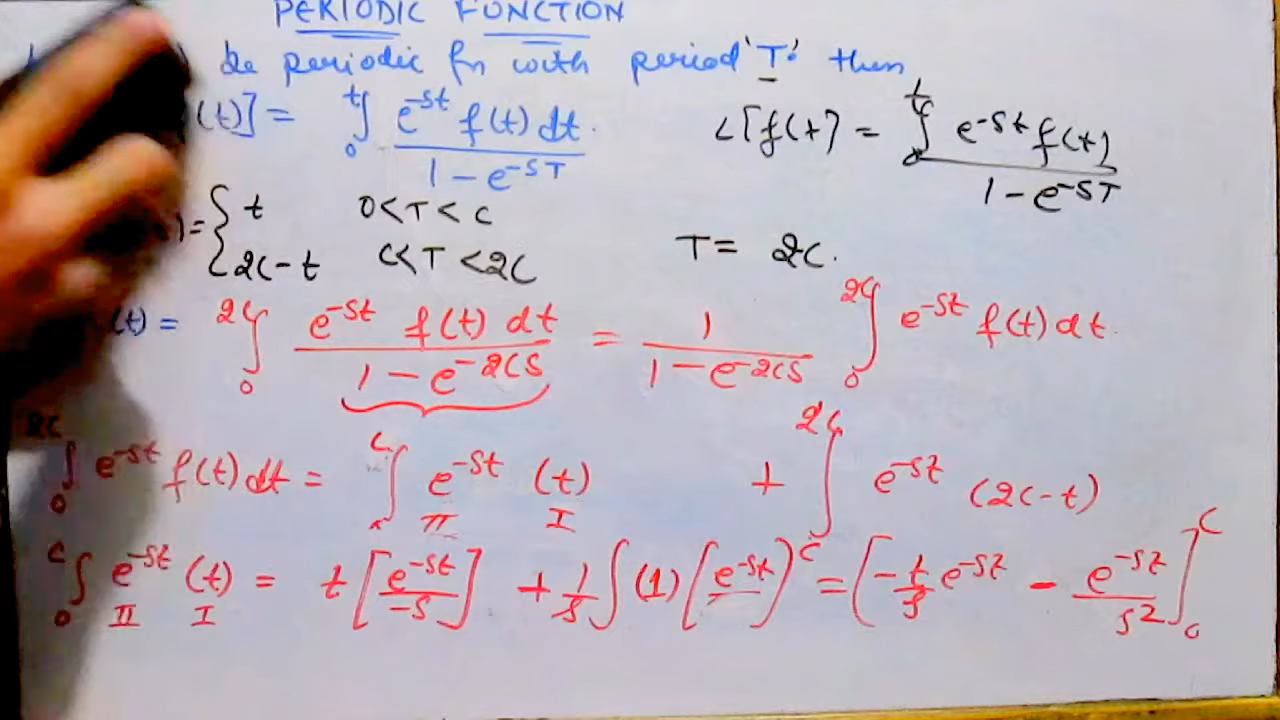 PERIODIC FUNCTION
be periodic fn with period 'T' then
(t)] = ∫₀ᵗ e^-st f(t) dt / 1 - e^-ST
L[f(t)] = ∫₀ᵗ e^-st f(t) / 1 - e^-ST
) = { t 0 < T < c
2c - t c < T < 2c
T = 2c.
(t) = ∫₀^2c e^-st f(t) dt / 1 - e^-2cs = 1 / 1 - e^-2cs ∫₀^2c e^-st f(t) dt.
∫₀^2c e^-st f(t) dt = ∫₀^c e^-st (t) + ∫_c^2c e^-st (2c - t)
II I
∫₀^c e^-st (t) = t [e^-st / -s] + 1/s ∫ (1) [e^-st]^c = [-t/s e^-st - e^-st / s²]₀^c
II I